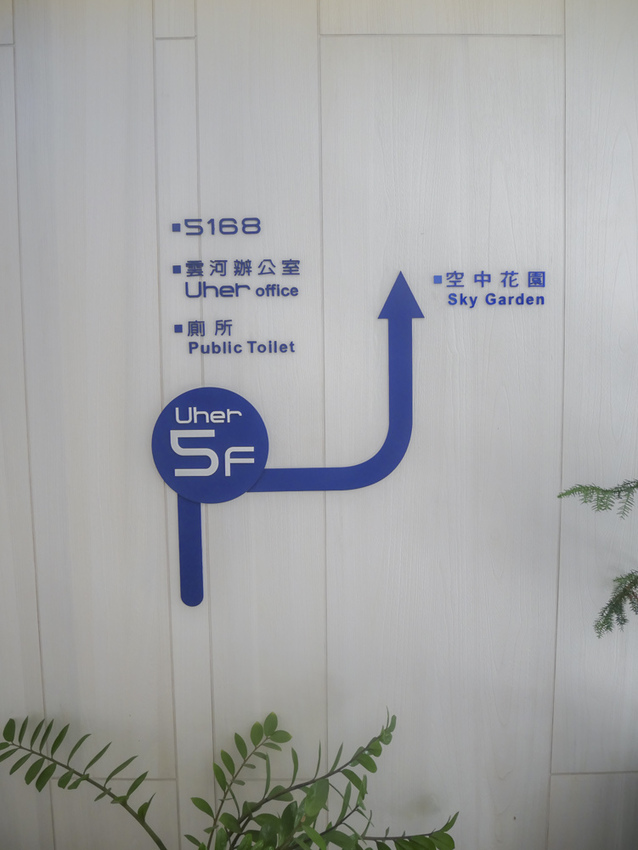 5168
雲河辦公室
Uher office
廁所
Public Toilet
空中花園
Sky Garden
Uher
5F